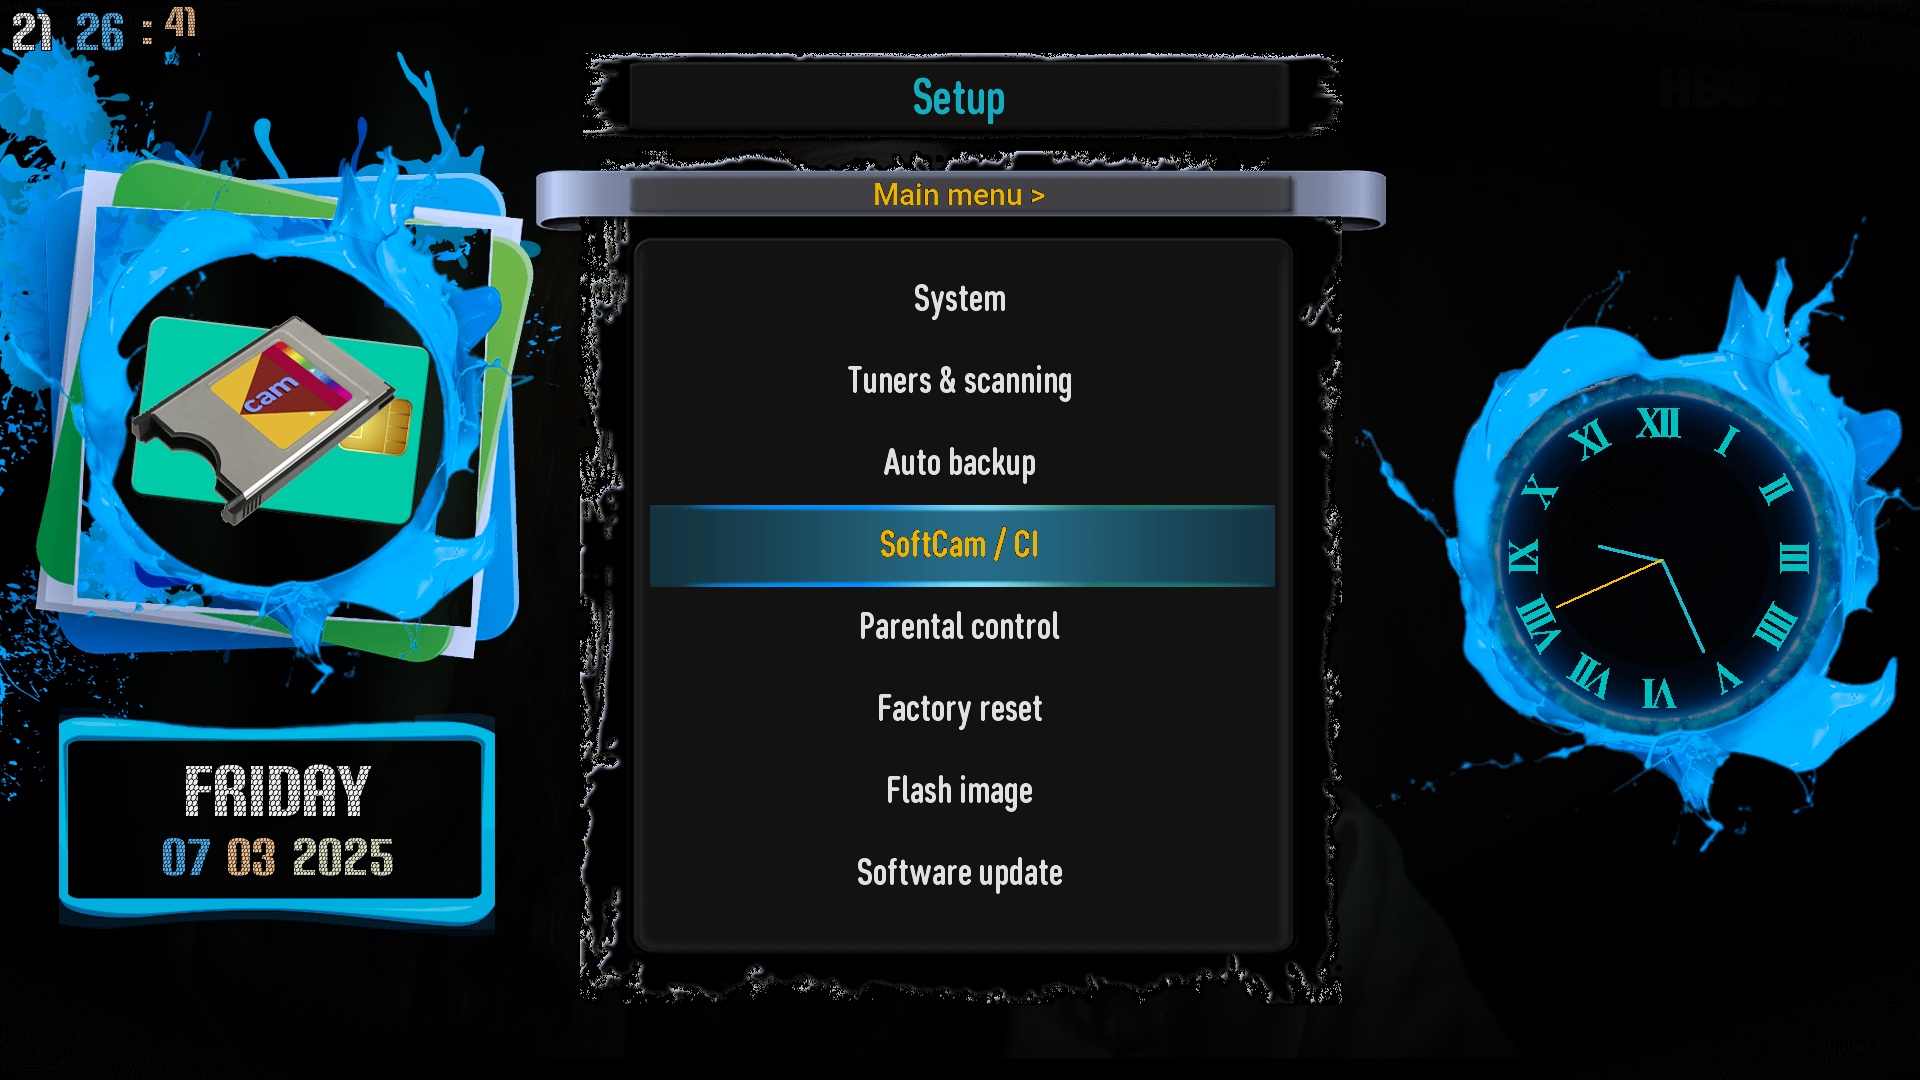 21 26 : 41
Setup
HBO
Main menu >
System
Tuners & scanning
Auto backup
SoftCam / CI
Parental control
Factory reset
Flash image
Software update
cam
FRIDAY
07 03 2025
XII
I
II
III
IIII
V
VI
VII
VIII
IX
X
XI